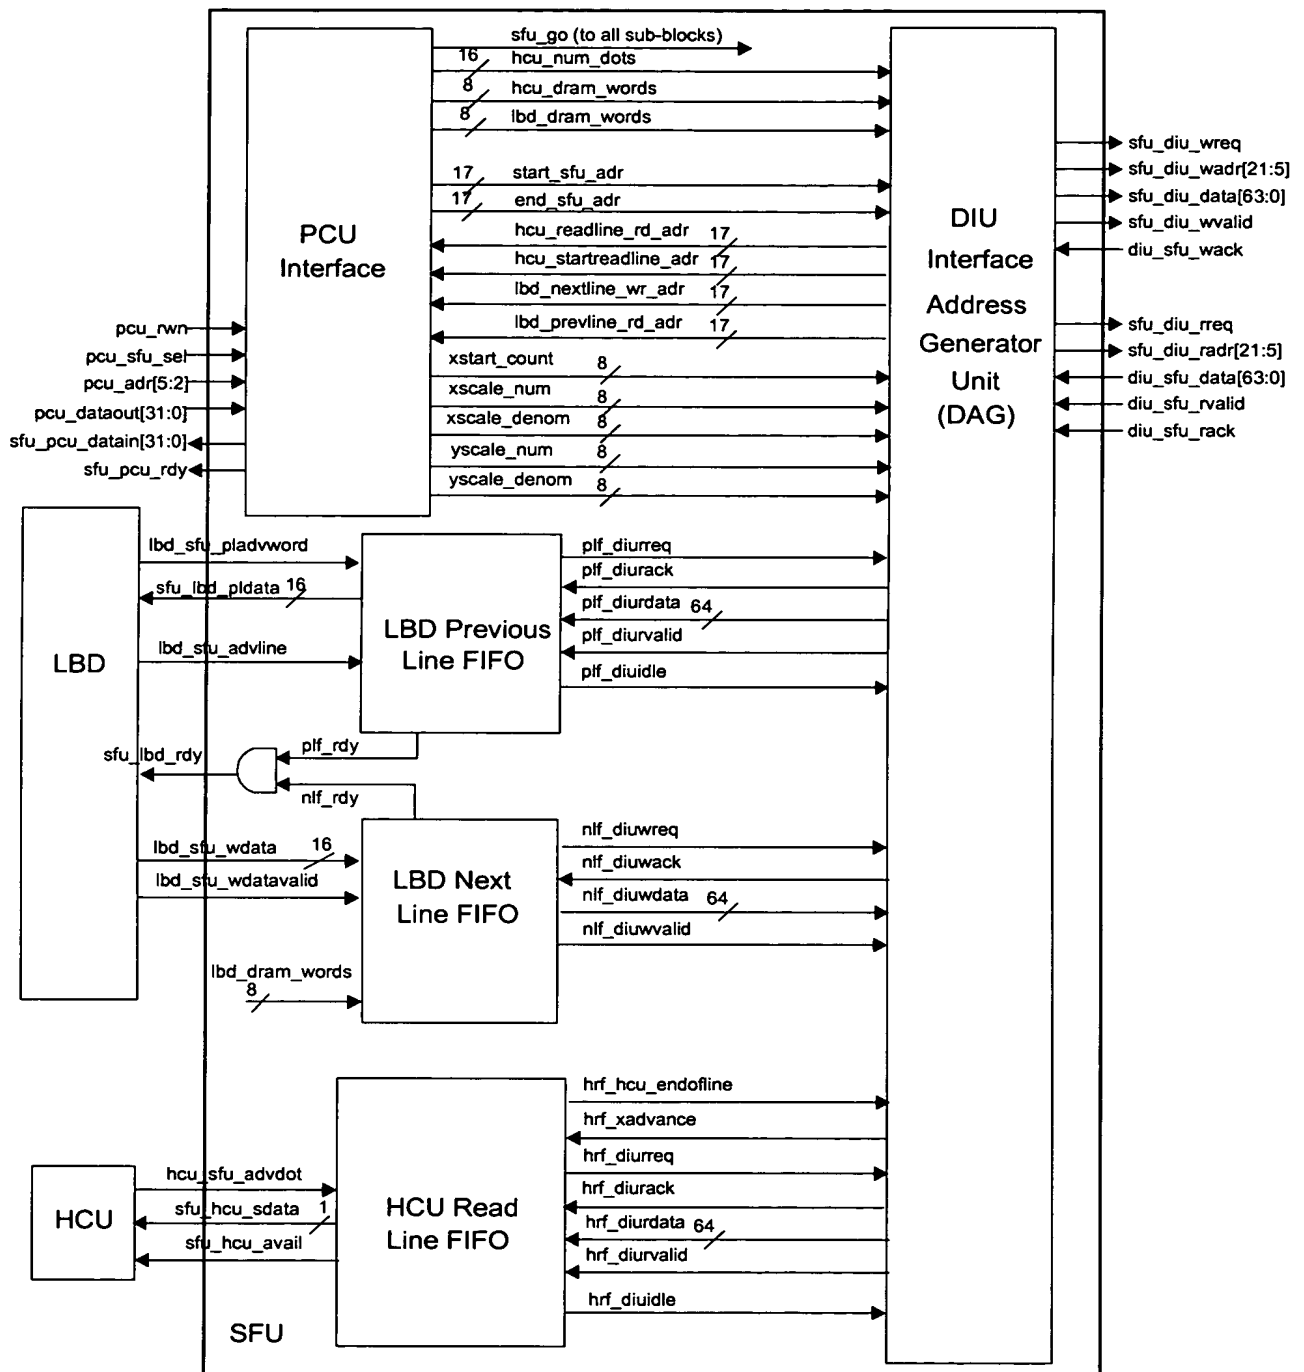 sfu_go (to all sub-blocks)
16 hcu_num_dots
8 hcu_dram_words
8 lbd_dram_words
17 start_sfu_adr
17 end_sfu_adr
hcu_readline_rd_adr 17
hcu_startreadline_adr 17
lbd_nextline_wr_adr 17
lbd_prevline_rd_adr 17
xstart_count 8
xscale_num 8
xscale_denom 8
yscale_num 8
yscale_denom 8
PCU
Interface
DIU
Interface
Address
Generator
Unit
(DAG)
sfu_diu_wreq
sfu_diu_wadr[21:5]
sfu_diu_data[63:0]
sfu_diu_wvalid
diu_sfu_wack
sfu_diu_rreq
sfu_diu_radr[21:5]
diu_sfu_data[63:0]
diu_sfu_rvalid
diu_sfu_rack
pcu_rwn
pcu_sfu_sel
pcu_adr[5:2]
pcu_dataout[31:0]
sfu_pcu_datain[31:0]
sfu_pcu_rdy
LBD
lbd_sfu_pladvword
sfu_lbd_pldata 16
lbd_sfu_advline
LBD Previous
Line FIFO
plf_diurreq
plf_diurack
plf_diurdata 64
plf_diurvalid
plf_diuidle
sfu_lbd_rdy
plf_rdy
nlf_rdy
lbd_sfu_wdata 16
lbd_sfu_wdatavalid
lbd_dram_words
8
LBD Next
Line FIFO
nlf_diuwreq
nlf_diuwack
nlf_diuwdata 64
nlf_diuwvalid
HCU
hcu_sfu_advdot
sfu_hcu_sdata 1
sfu_hcu_avail
HCU Read
Line FIFO
hrf_hcu_endofline
hrf_xadvance
hrf_diurreq
hrf_diurack
hrf_diurdata 64
hrf_diurvalid
hrf_diuidle
SFU